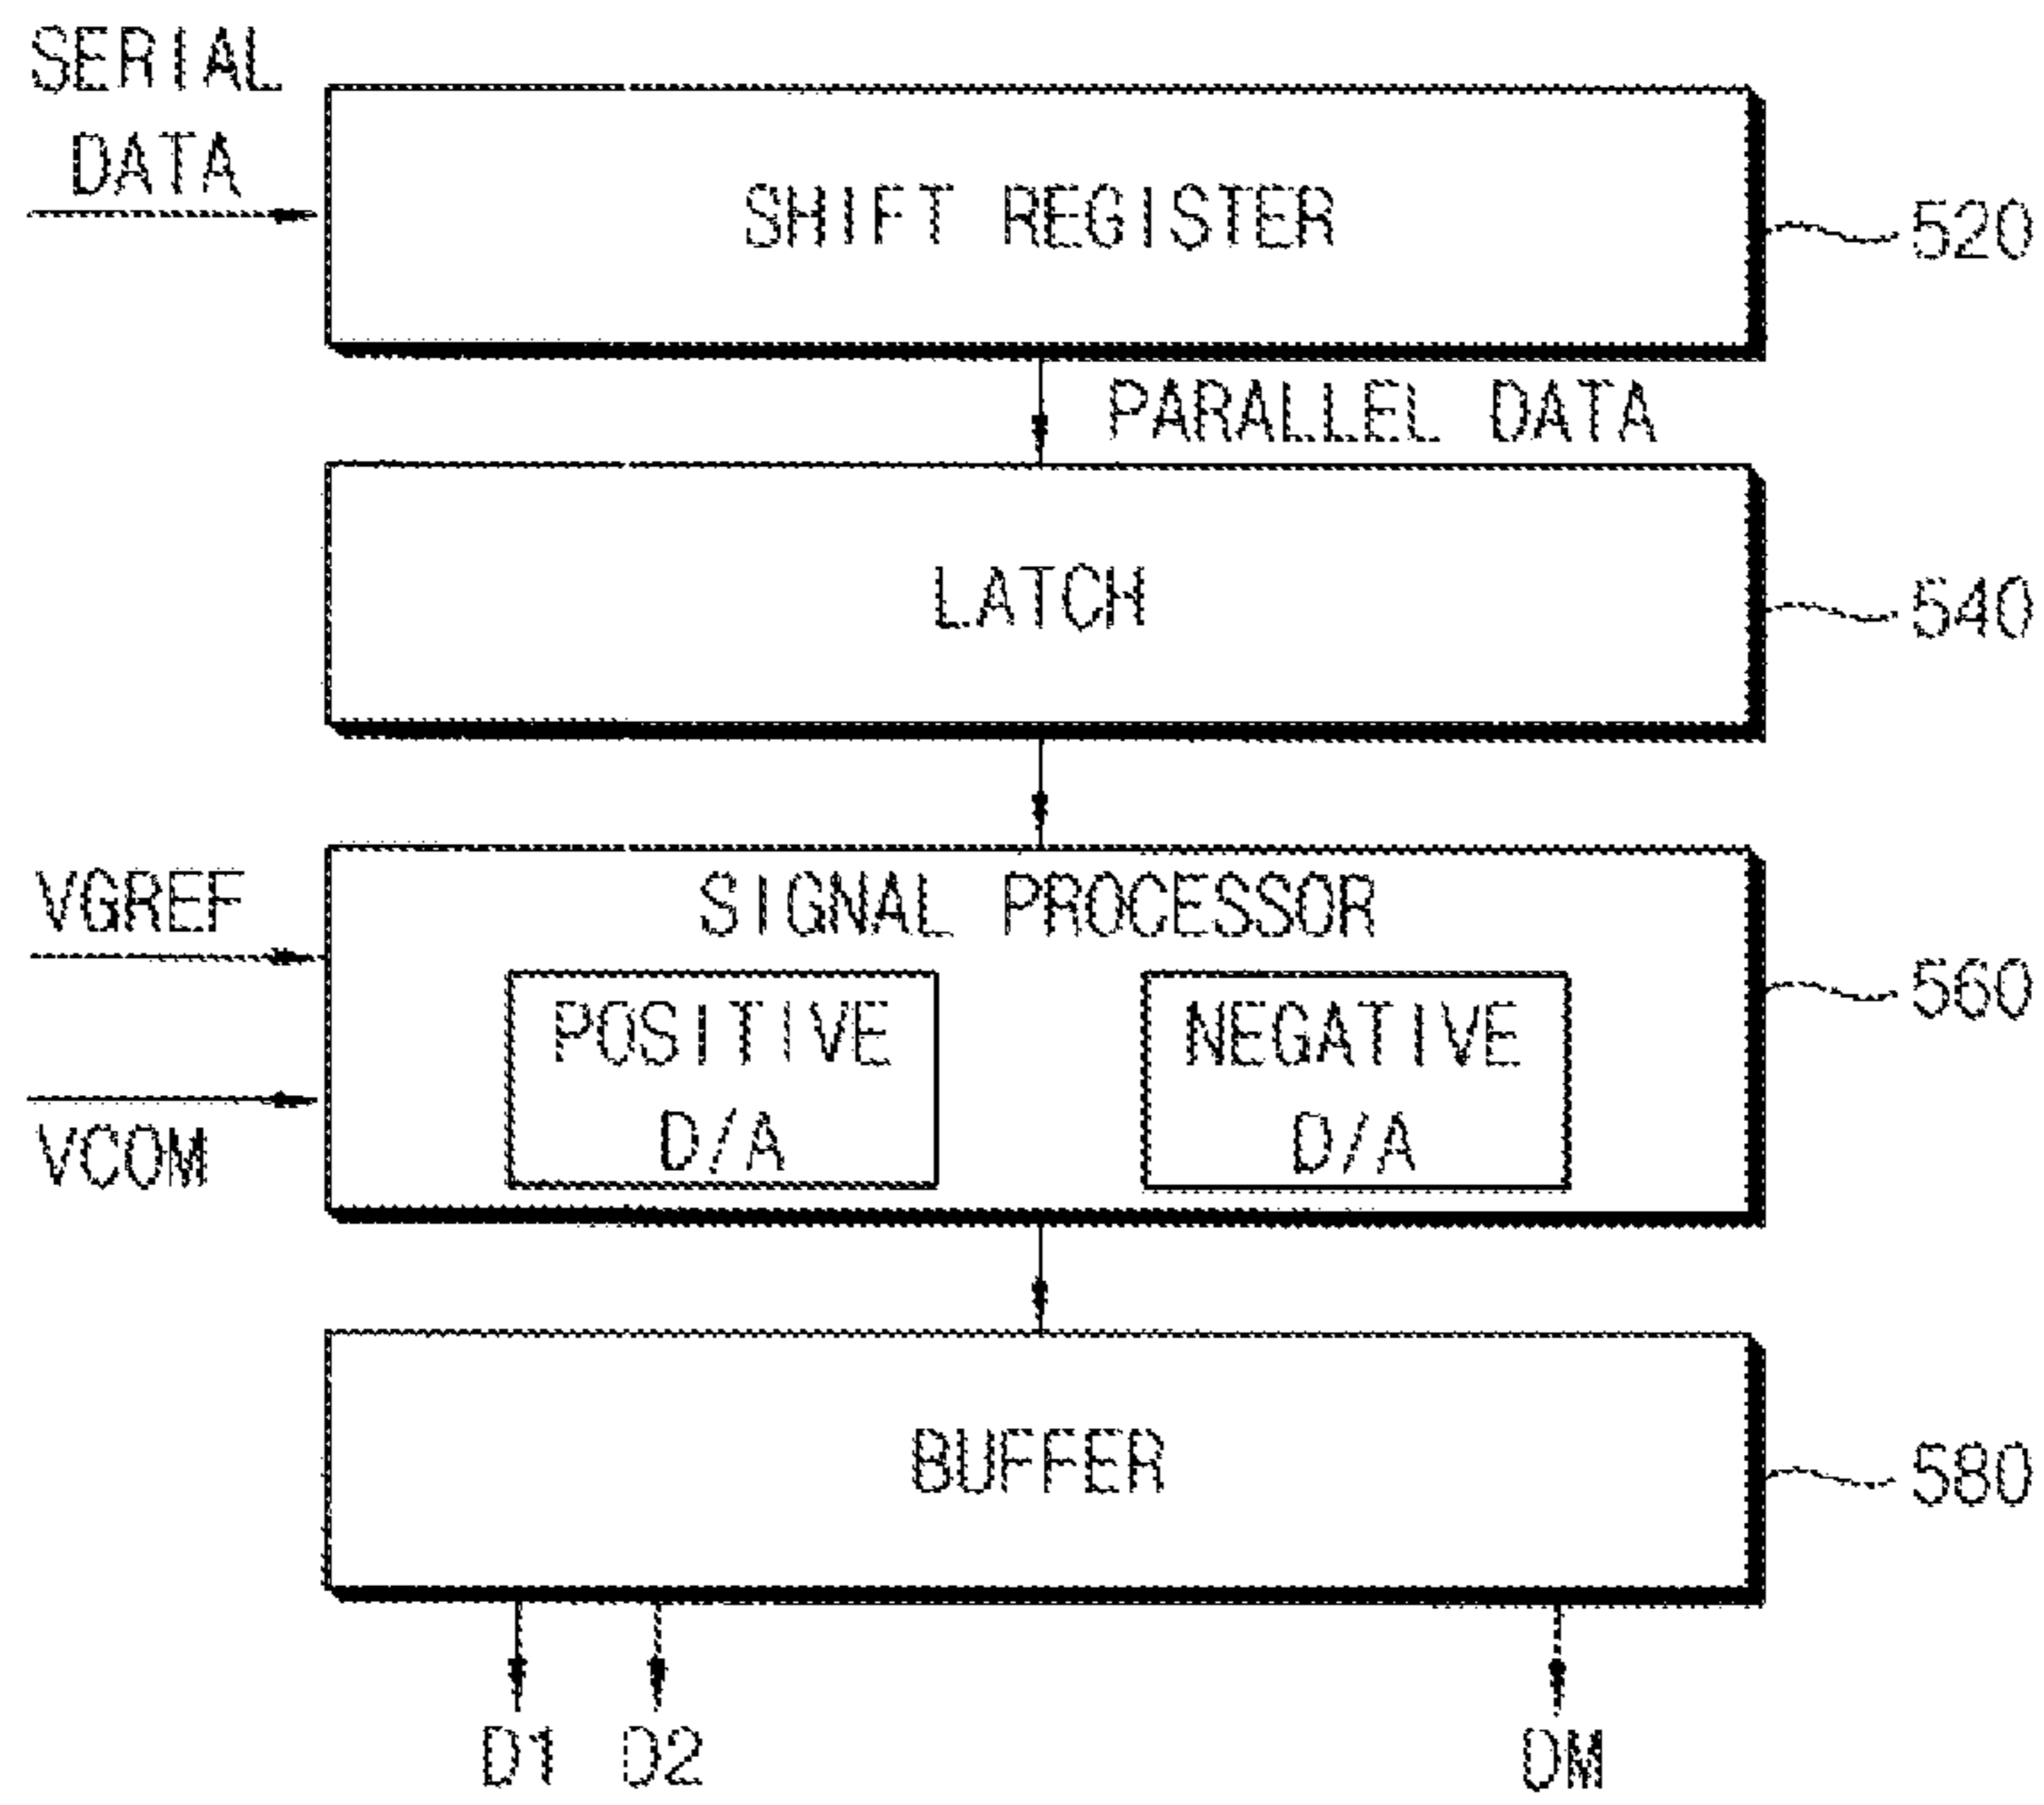 SERIAL
DATA
SHIFT REGISTER
520
PARALLEL DATA
LATCH
540
VGREF
SIGNAL PROCESSOR
560
POSITIVE
D/A
NEGATIVE
D/A
VCOM
BUFFER
580
D1
D2
DM